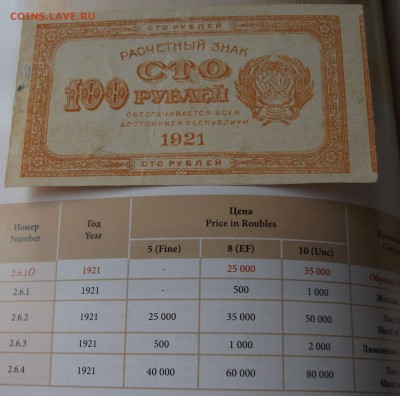 COINS.LAVE.RU
СТО РУБЛЕЙ
РАСЧЕТНЫЙ ЗНАК
СТО
100 РУБЛЕЙ
ОБЕСПЕЧИВАЕТСЯ ВСЕМ
ДОСТОЯНИЕМ РЕСПУБЛИКИ
1921
СТО РУБЛЕЙ
Номер Number Год Year Цена Price in Roubles
5 (Fine) 8 (EF) 10 (Unc)
2.6.1О 1921 - 25 000 35 000
2.6.1 1921 - 500 1 000
2.6.2 1921 25 000 35 000 50 000
2.6.3 1921 500 1 000 2 000
2.6.4 1921 40 000 60 000 80 000